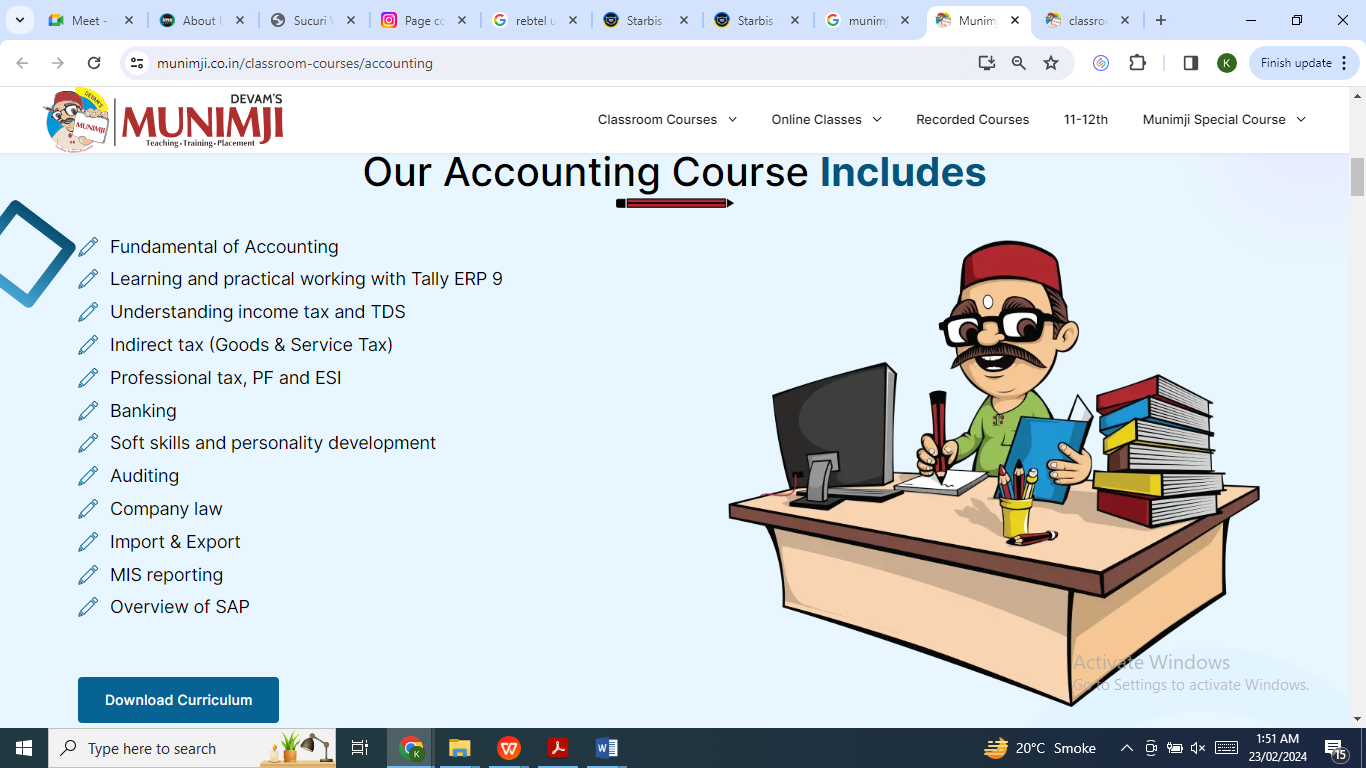 Meet -
About
Sucuri
Page co
rebtel u
Starbis
Starbis
munim
Munim
classro
munimji.co.in/classroom-courses/accounting
K
Finish update
DEVAM'S
MUNIMJI
Teaching • Training • Placement
DEVAM'S
MUNIMJI
Classroom Courses
Online Classes
Recorded Courses
11-12th
Munimji Special Course
Our Accounting Course Includes
Fundamental of Accounting
Learning and practical working with Tally ERP 9
Understanding income tax and TDS
Indirect tax (Goods & Service Tax)
Professional tax, PF and ESI
Banking
Soft skills and personality development
Auditing
Company law
Import & Export
MIS reporting
Overview of SAP
Download Curriculum
Activate Windows
Go to Settings to activate Windows.
Type here to search
20°C Smoke
1:51 AM
23/02/2024
15